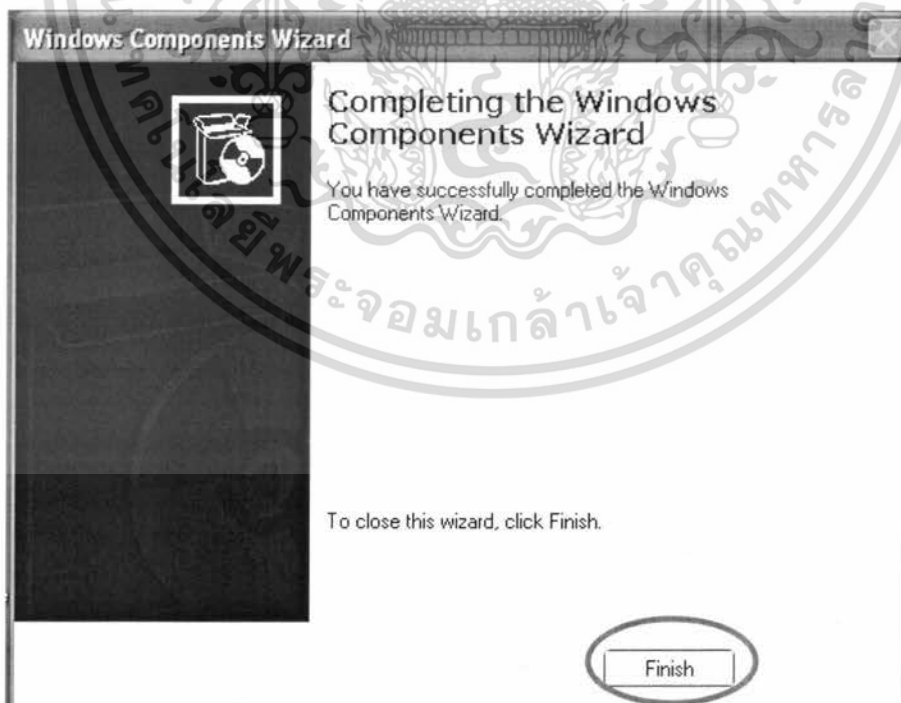 Windows Components Wizard
Completing the Windows
Components Wizard
You have successfully completed the Windows
Components Wizard.
To close this wizard, click Finish.
Finish
พระจอมเกล้าเจ้าคุณทหาร